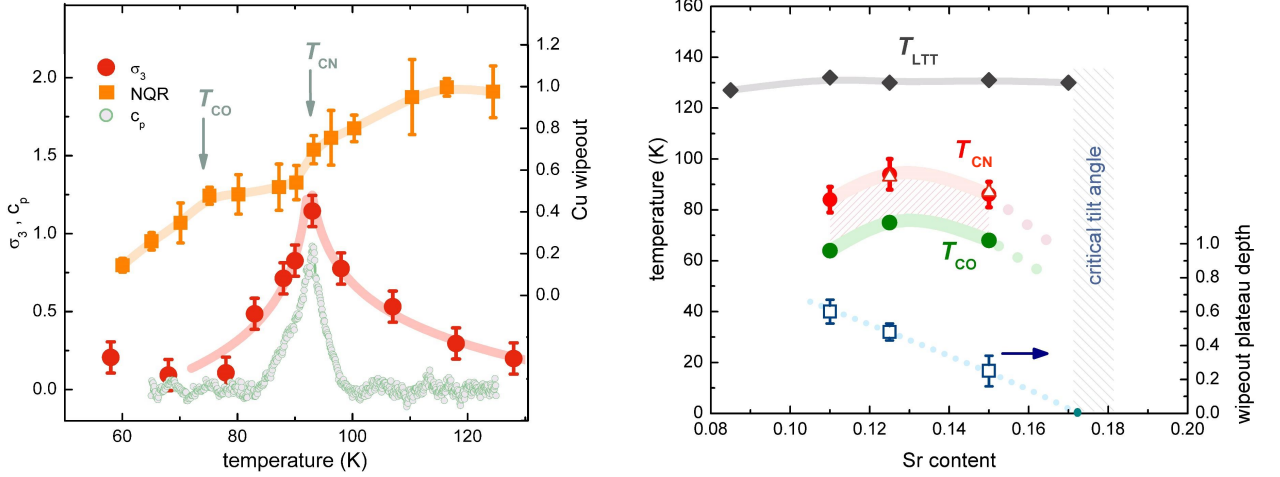 2.0
1.5
1.0
0.5
0.0
σ3 , cp
60
80
100
120
temperature (K)
1.2
1.0
0.8
0.6
0.4
0.2
0.0
Cu wipeout
σ3
NQR
cp
TCO
TCN
160
140
120
100
80
60
40
20
0
temperature (K)
0.08
0.10
0.12
0.14
0.16
0.18
0.20
Sr content
1.0
0.8
0.6
0.4
0.2
0.0
wipeout plateau depth
TLTT
TCN
TCO
critical tilt angle